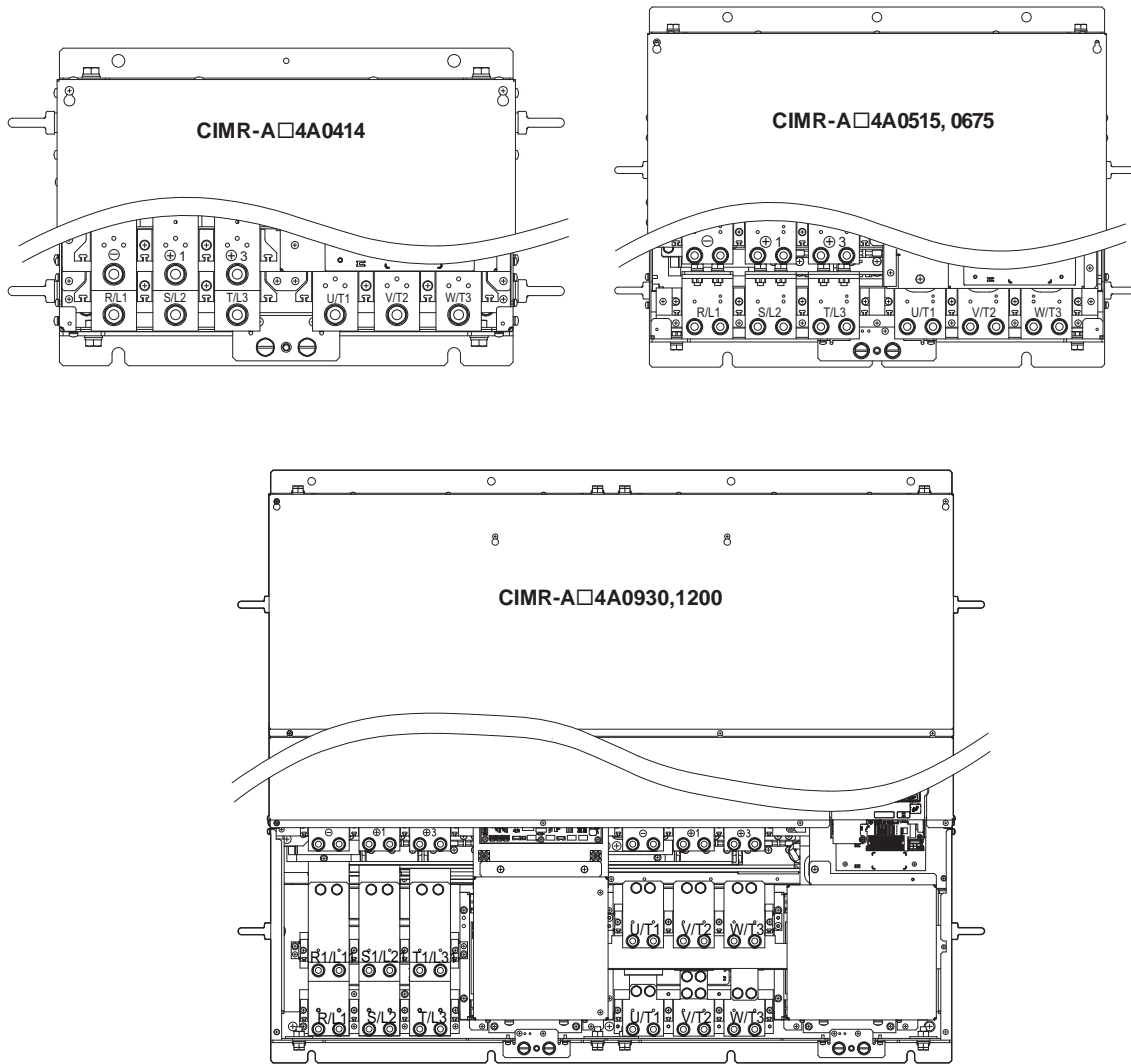 CIMR-A□4A0414
⊖ ⊕1 ⊕3
R/L1 S/L2 T/L3 U/T1 V/T2 W/T3
CIMR-A□4A0515, 0675
⊖ ⊕1 ⊕3
R/L1 S/L2 T/L3 U/T1 V/T2 W/T3
CIMR-A□4A0930,1200
⊖ ⊕1 ⊕3 ⊖ ⊕1 ⊕3
U/T1 V/T2 W/T3
R1/L11 S1/L21 T1/L31
R/L1 S/L2 T/L3 U/T1 V/T2 W/T3